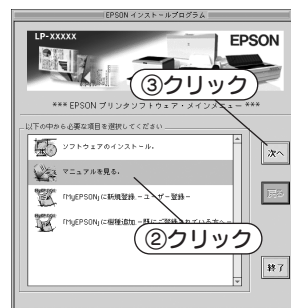 EPSON インストールプログラム
LP-XXXXX
EPSON
③クリック
*** EPSON プリンタソフトウェア・メインメニュー ***
以下の中から必要な項目を選択してください
ソフトウェアのインストール。
次へ
マニュアルを見る。
戻る
「MyEPSON」に新規登録。-ユーザー登録-
「MyEPSON」に機種追加。-既にご登録されている方へ-
②クリック
終了